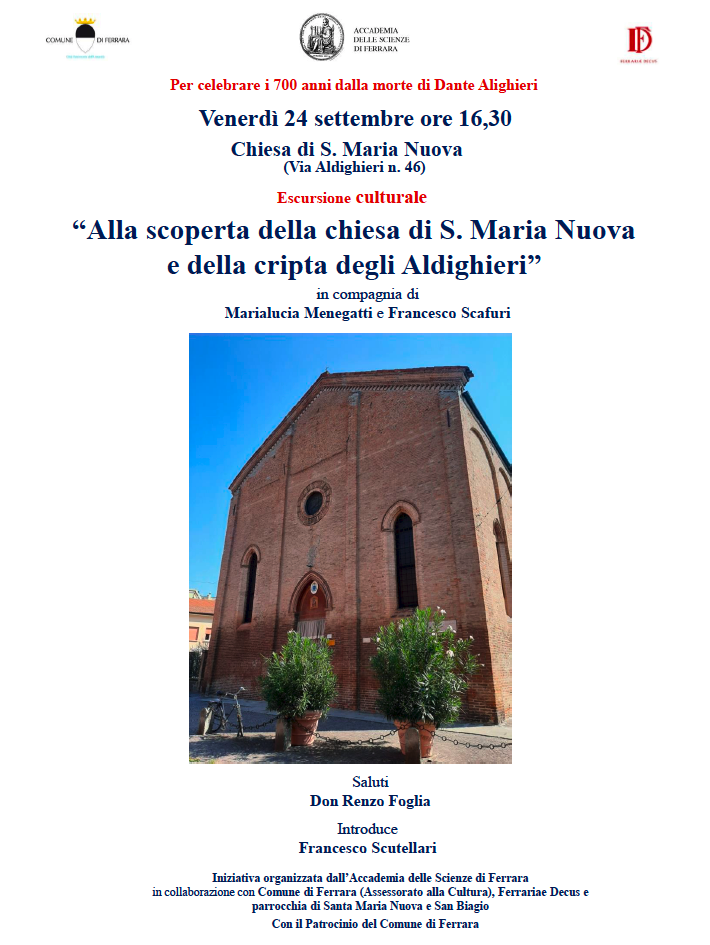 COMUNE DI FERRARA
ACCADEMIA
DELLE SCIENZE
DI FERRARA
FERRARIAE DECUS
Per celebrare i 700 anni dalla morte di Dante Alighieri
Venerdì 24 settembre ore 16,30
Chiesa di S. Maria Nuova
(Via Aldighieri n. 46)
Escursione culturale
“Alla scoperta della chiesa di S. Maria Nuova
e della cripta degli Aldighieri”
in compagnia di
Marialucia Menegatti e Francesco Scafuri
Saluti
Don Renzo Foglia
Introduce
Francesco Scutellari
Iniziativa organizzata dall’Accademia delle Scienze di Ferrara
in collaborazione con Comune di Ferrara (Assessorato alla Cultura), Ferrariae Decus e
parrocchia di Santa Maria Nuova e San Biagio
Con il Patrocinio del Comune di Ferrara